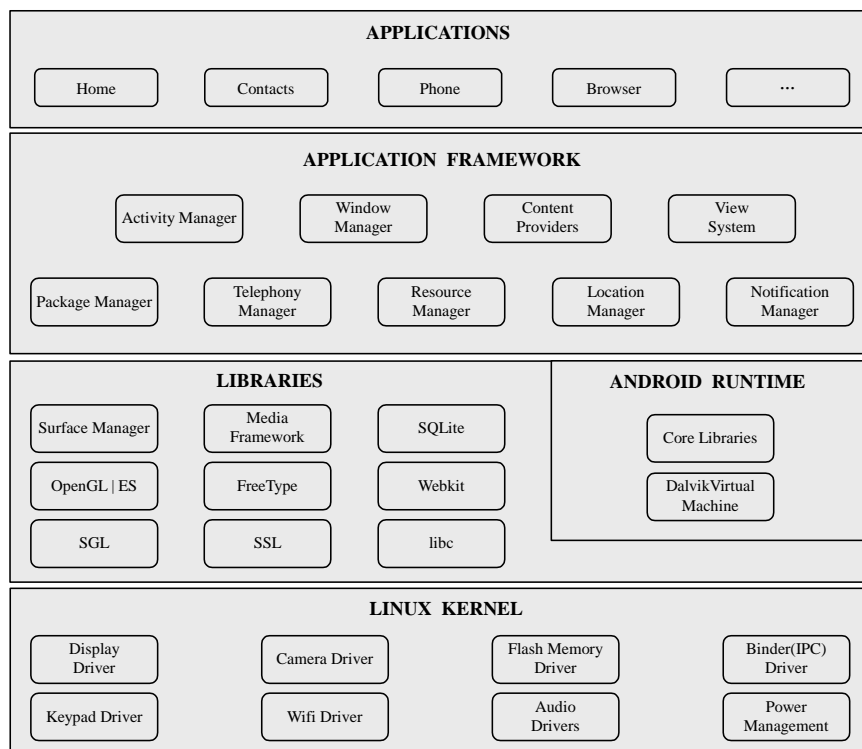 APPLICATIONS
Home
Contacts
Phone
Browser
...
APPLICATION FRAMEWORK
Activity Manager
Window
Manager
Content
Providers
View
System
Package Manager
Telephony
Manager
Resource
Manager
Location
Manager
Notification
Manager
LIBRARIES
Surface Manager
Media
Framework
SQLite
OpenGL | ES
FreeType
Webkit
SGL
SSL
libc
ANDROID RUNTIME
Core Libraries
DalvikVirtual
Machine
LINUX KERNEL
Display
Driver
Camera Driver
Flash Memory
Driver
Binder(IPC)
Driver
Keypad Driver
Wifi Driver
Audio
Drivers
Power
Management